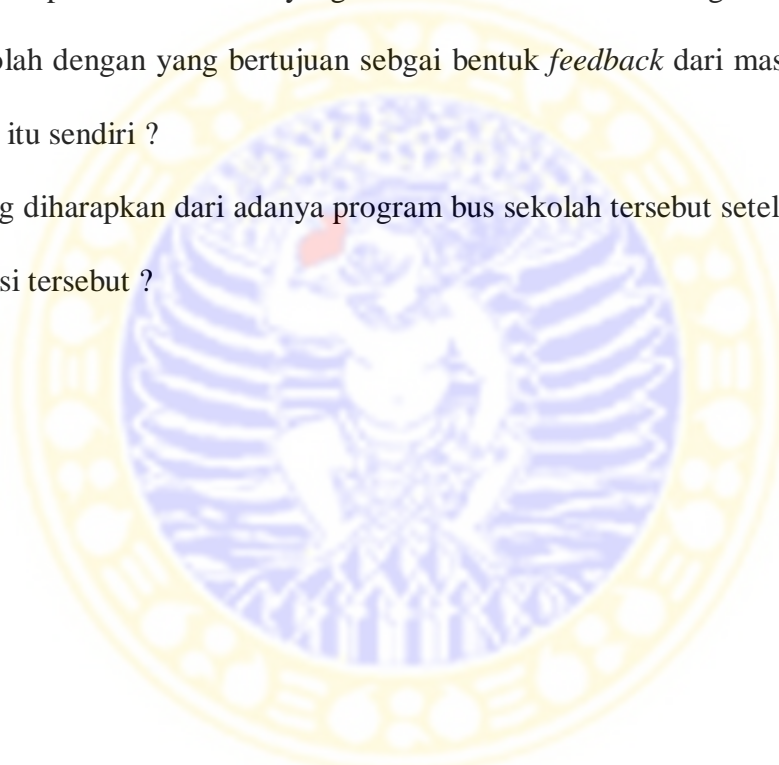 olah dengan yang bertujuan sebgai bentuk feedback dari mas
itu sendiri ?
g diharapkan dari adanya program bus sekolah tersebut setel
si tersebut ?